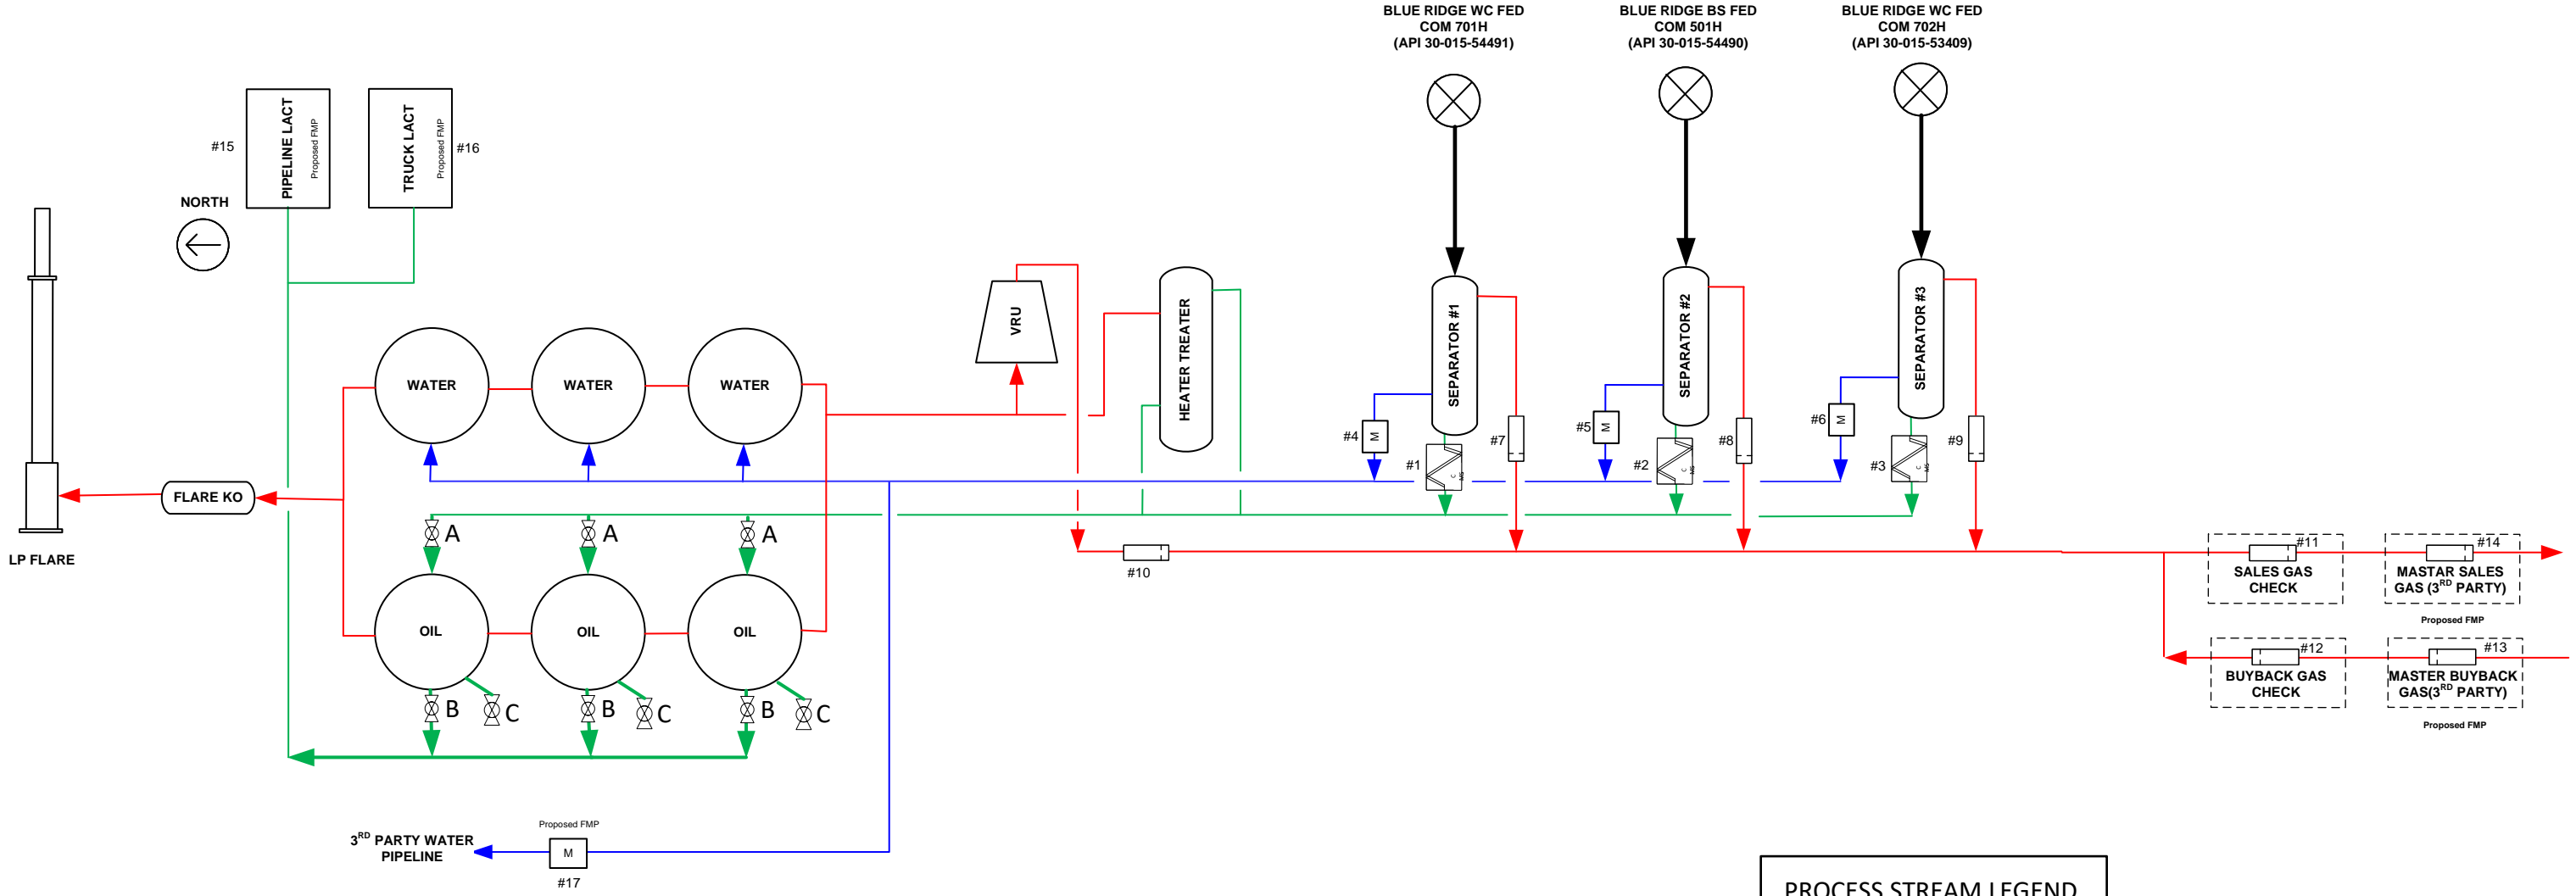 BLUE RIDGE WC FED
COM 701H
(API 30-015-54491)
BLUE RIDGE BS FED
COM 501H
(API 30-015-54490)
BLUE RIDGE WC FED
COM 702H
(API 30-015-53409)
#15
PIPELINE LACT
Proposed FMP
TRUCK LACT
Proposed FMP
#16
NORTH
LP FLARE
FLARE KO
WATER
WATER
WATER
VRU
HEATER TREATER
SEPARATOR #1
SEPARATOR #2
SEPARATOR #3
#4
M
#1
C
MS
#7
#5
M
#2
C
MS
#8
#6
M
#3
C
MS
#9
A
A
A
OIL
OIL
OIL
B
C
B
C
B
C
#10
#11
SALES GAS
CHECK
#14
MASTAR SALES
GAS (3RD PARTY)
Proposed FMP
#12
BUYBACK GAS
CHECK
#13
MASTER BUYBACK
GAS(3RD PARTY)
Proposed FMP
3RD PARTY WATER
PIPELINE
Proposed FMP
M
#17
PROCESS STREAM LEGEND